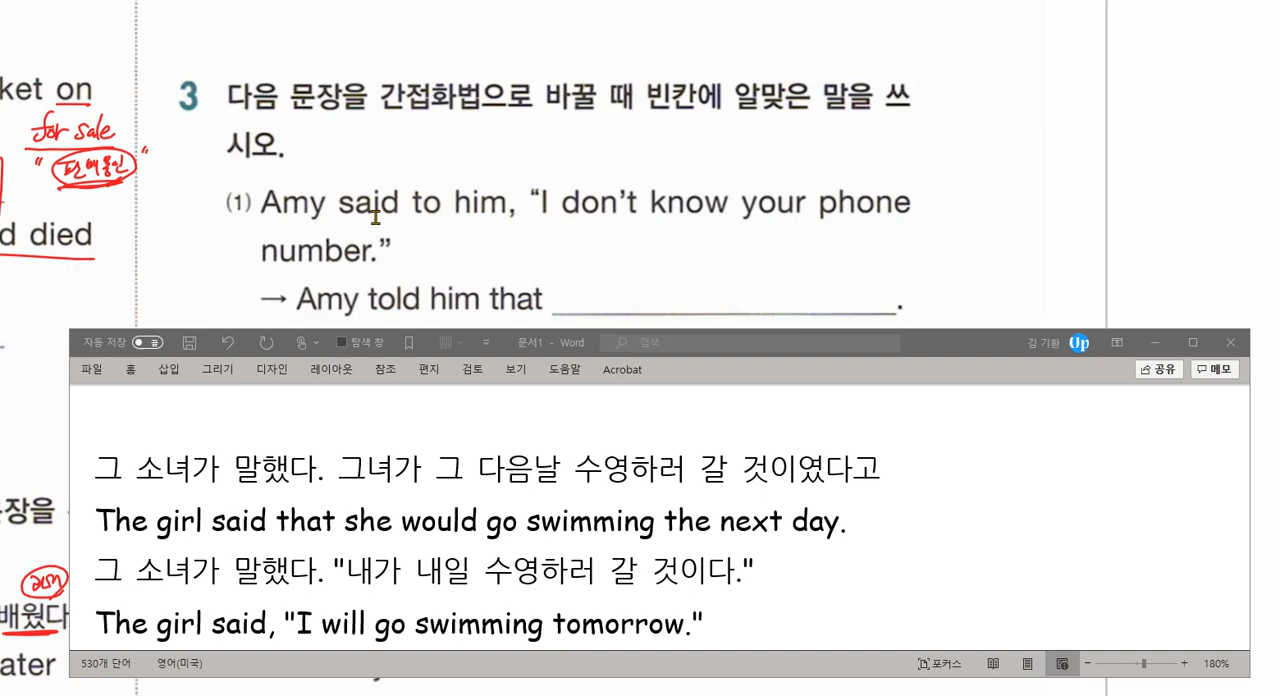 ket on
for sale
"판매용인"
d died
3 다음 문장을 간접화법으로 바꿀 때 빈칸에 알맞은 말을 쓰
시오.
(1) Amy said to him, “I don’t know your phone
number.”
→ Amy told him that ____________________.
자동 저장 끔 탐색 창 문서1 - Word 검색 김 기환 Up
파일 홈 삽입 그리기 디자인 레이아웃 참조 편지 검토 보기 도움말 Acrobat 공유 메모
그 소녀가 말했다. 그녀가 그 다음날 수영하러 갈 것이였다고
The girl said that she would go swimming the next day.
그 소녀가 말했다. "내가 내일 수영하러 갈 것이다."
The girl said, "I will go swimming tomorrow."
장을
배웠다
ater
530개 단어 영어(미국) 포커스 180%